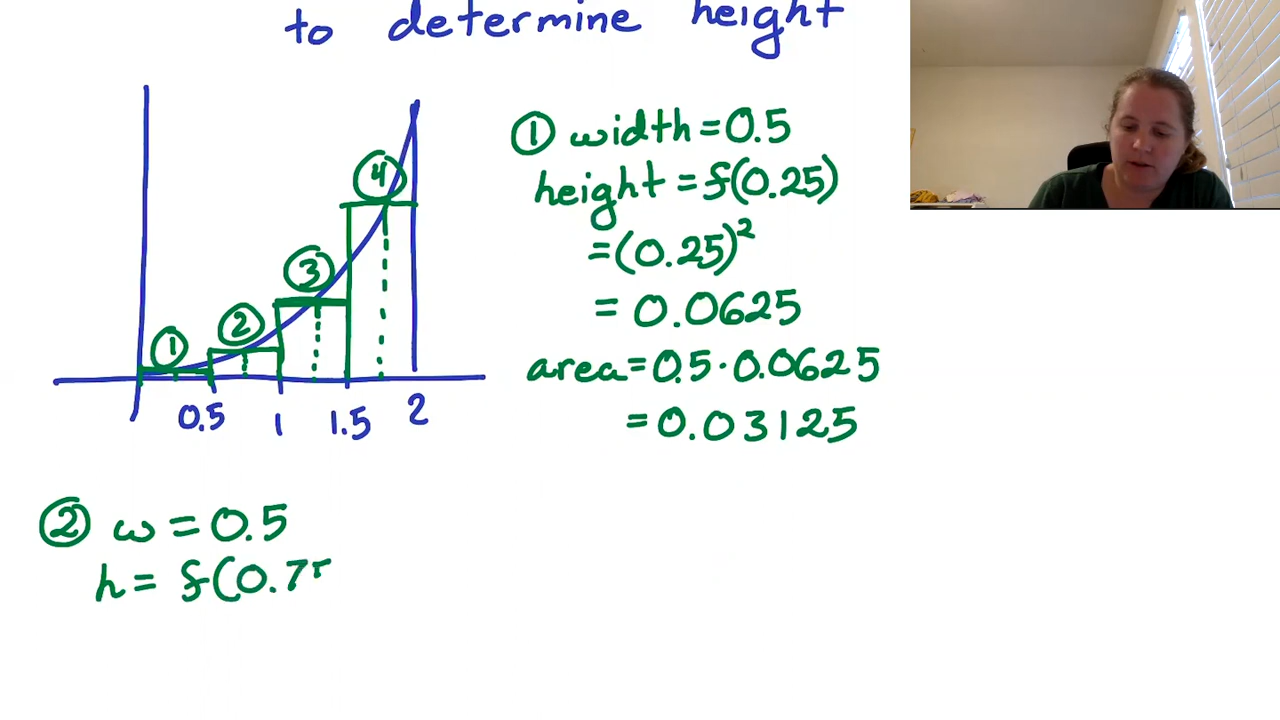 to determine height
④
③
②
①
0.5 1 1.5 2
① width = 0.5
height = f(0.25)
= (0.25)²
= 0.0625
area = 0.5 · 0.0625
= 0.03125
② w = 0.5
h = f(0.7